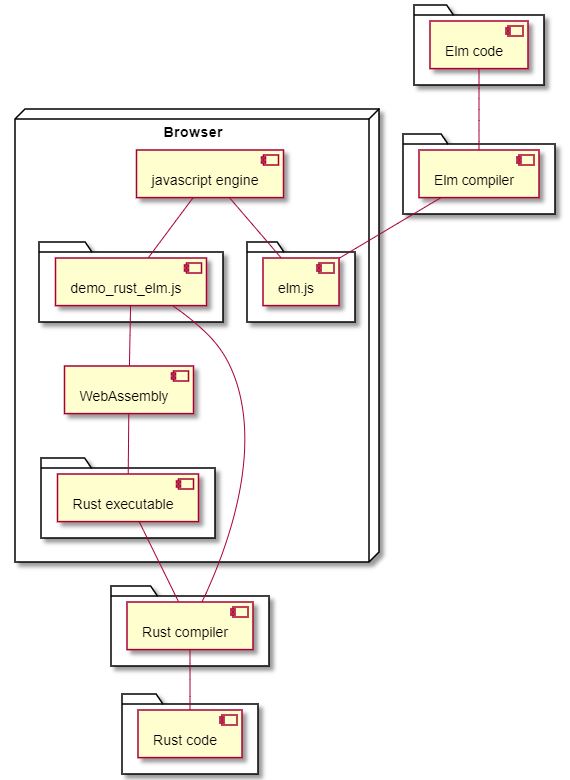 Elm code
Browser
Elm compiler
javascript engine
demo_rust_elm.js
elm.js
WebAssembly
Rust executable
Rust compiler
Rust code